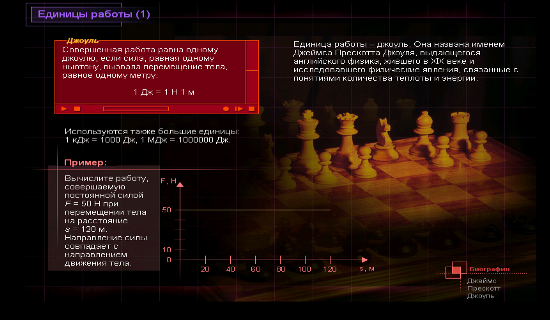 Единицы работы (1)
Джоуль
Совершенная работа равна одному
джоулю, если сила, равная одному
ньютону, вызвала перемещение тела,
равное одному метру.
1 Дж = 1 Н 1 м
Единица работы – джоуль. Она названа именем
Джеймса Прескотта Джоуля, выдающегося
английского физика, жившего в XIX веке и
исследовавшего физические явления, связанные с
понятиями количества теплоты и энергии.
Используются также большие единицы:
1 кДж = 1000 Дж, 1 МДж = 1000000 Дж.
Пример:
Вычислите работу,
совершаемую
постоянной силой
F = 50 Н при
перемещении тела
на расстояние
s = 120 м.
Направление силы
совпадает с
направлением
движения тела.
F, Н
50
10
0
20 40 60 80 100 120 s, м
Биографии
Джеймс
Прескотт
Джоуль